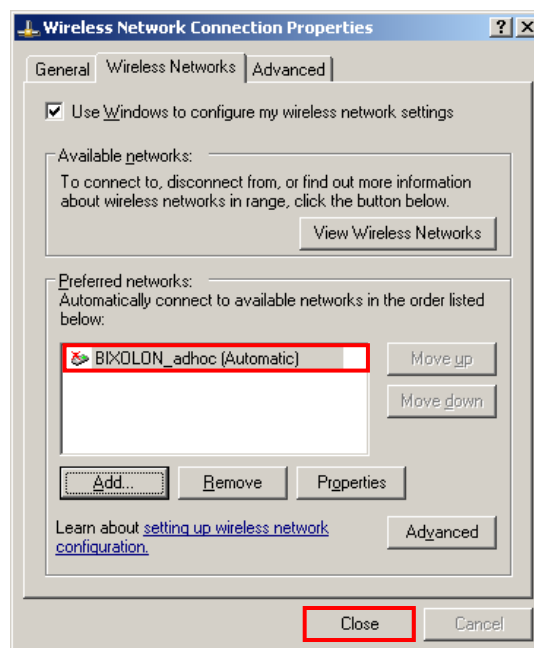 Wireless Network Connection Properties
General Wireless Networks Advanced
Use Windows to configure my wireless network settings
Available networks:
To connect to, disconnect from, or find out more information
about wireless networks in range, click the button below.
View Wireless Networks
Preferred networks:
Automatically connect to available networks in the order listed
below:
BIXOLON_adhoc (Automatic)
Move up
Move down
Add... Remove Properties
Learn about setting up wireless network
configuration.
Advanced
Close Cancel